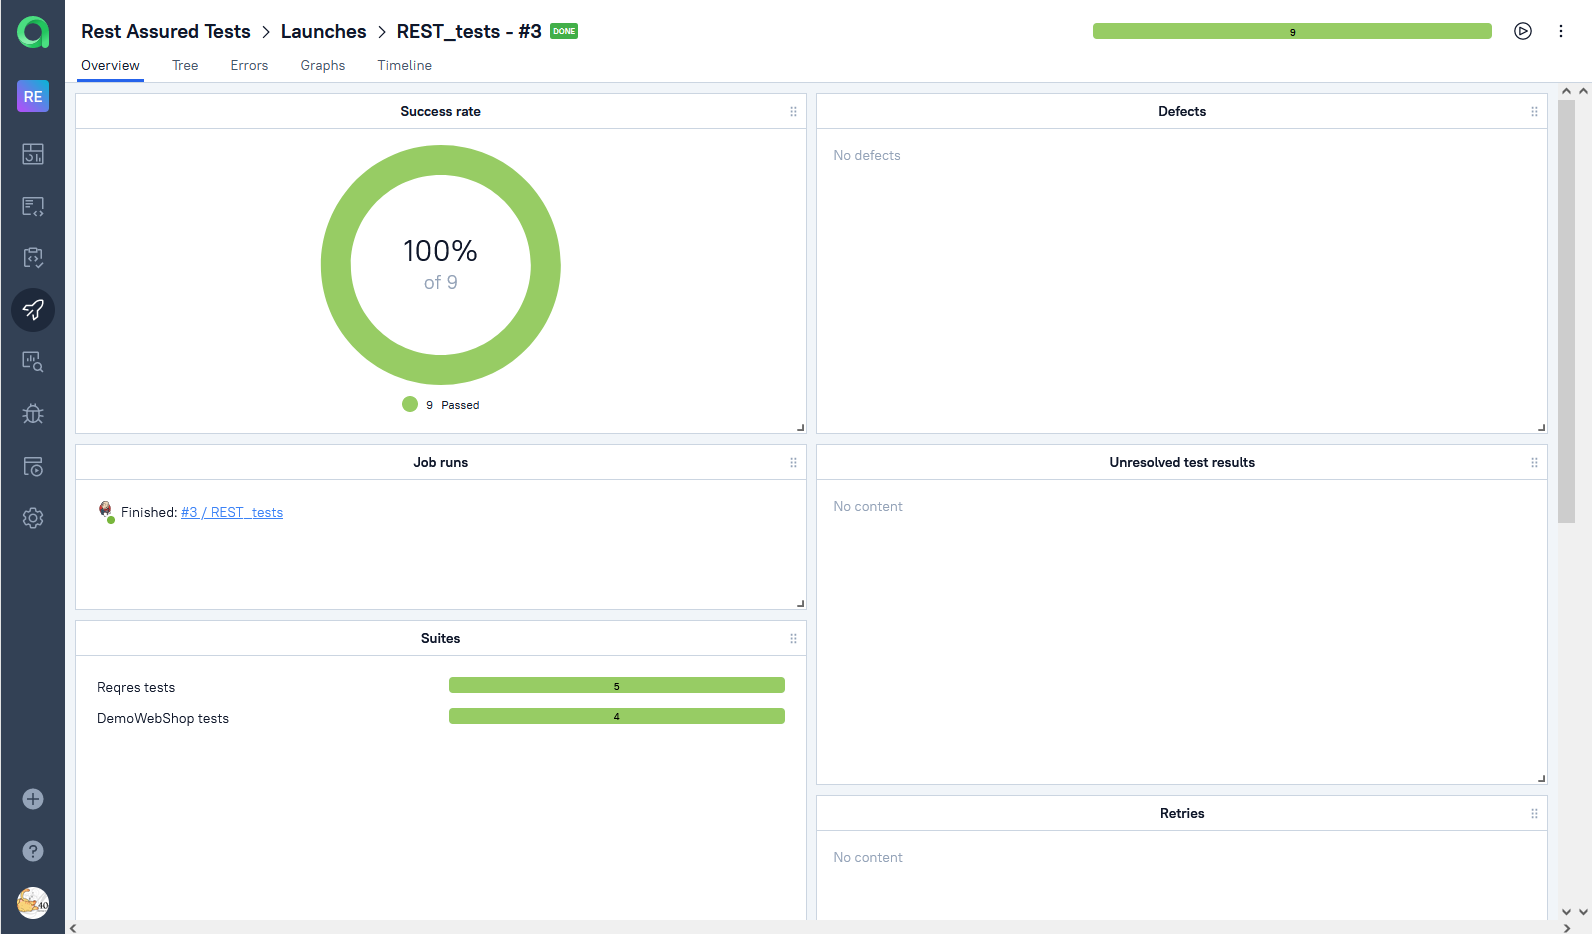 Rest Assured Tests > Launches > REST_tests - #3 DONE
9
RE
Overview Tree Errors Graphs Timeline
Success rate
100%
of 9
9 Passed
Defects
No defects
Job runs
Finished: #3 / REST_tests
Unresolved test results
No content
Suites
Reqres tests 5
DemoWebShop tests 4
Retries
No content
?